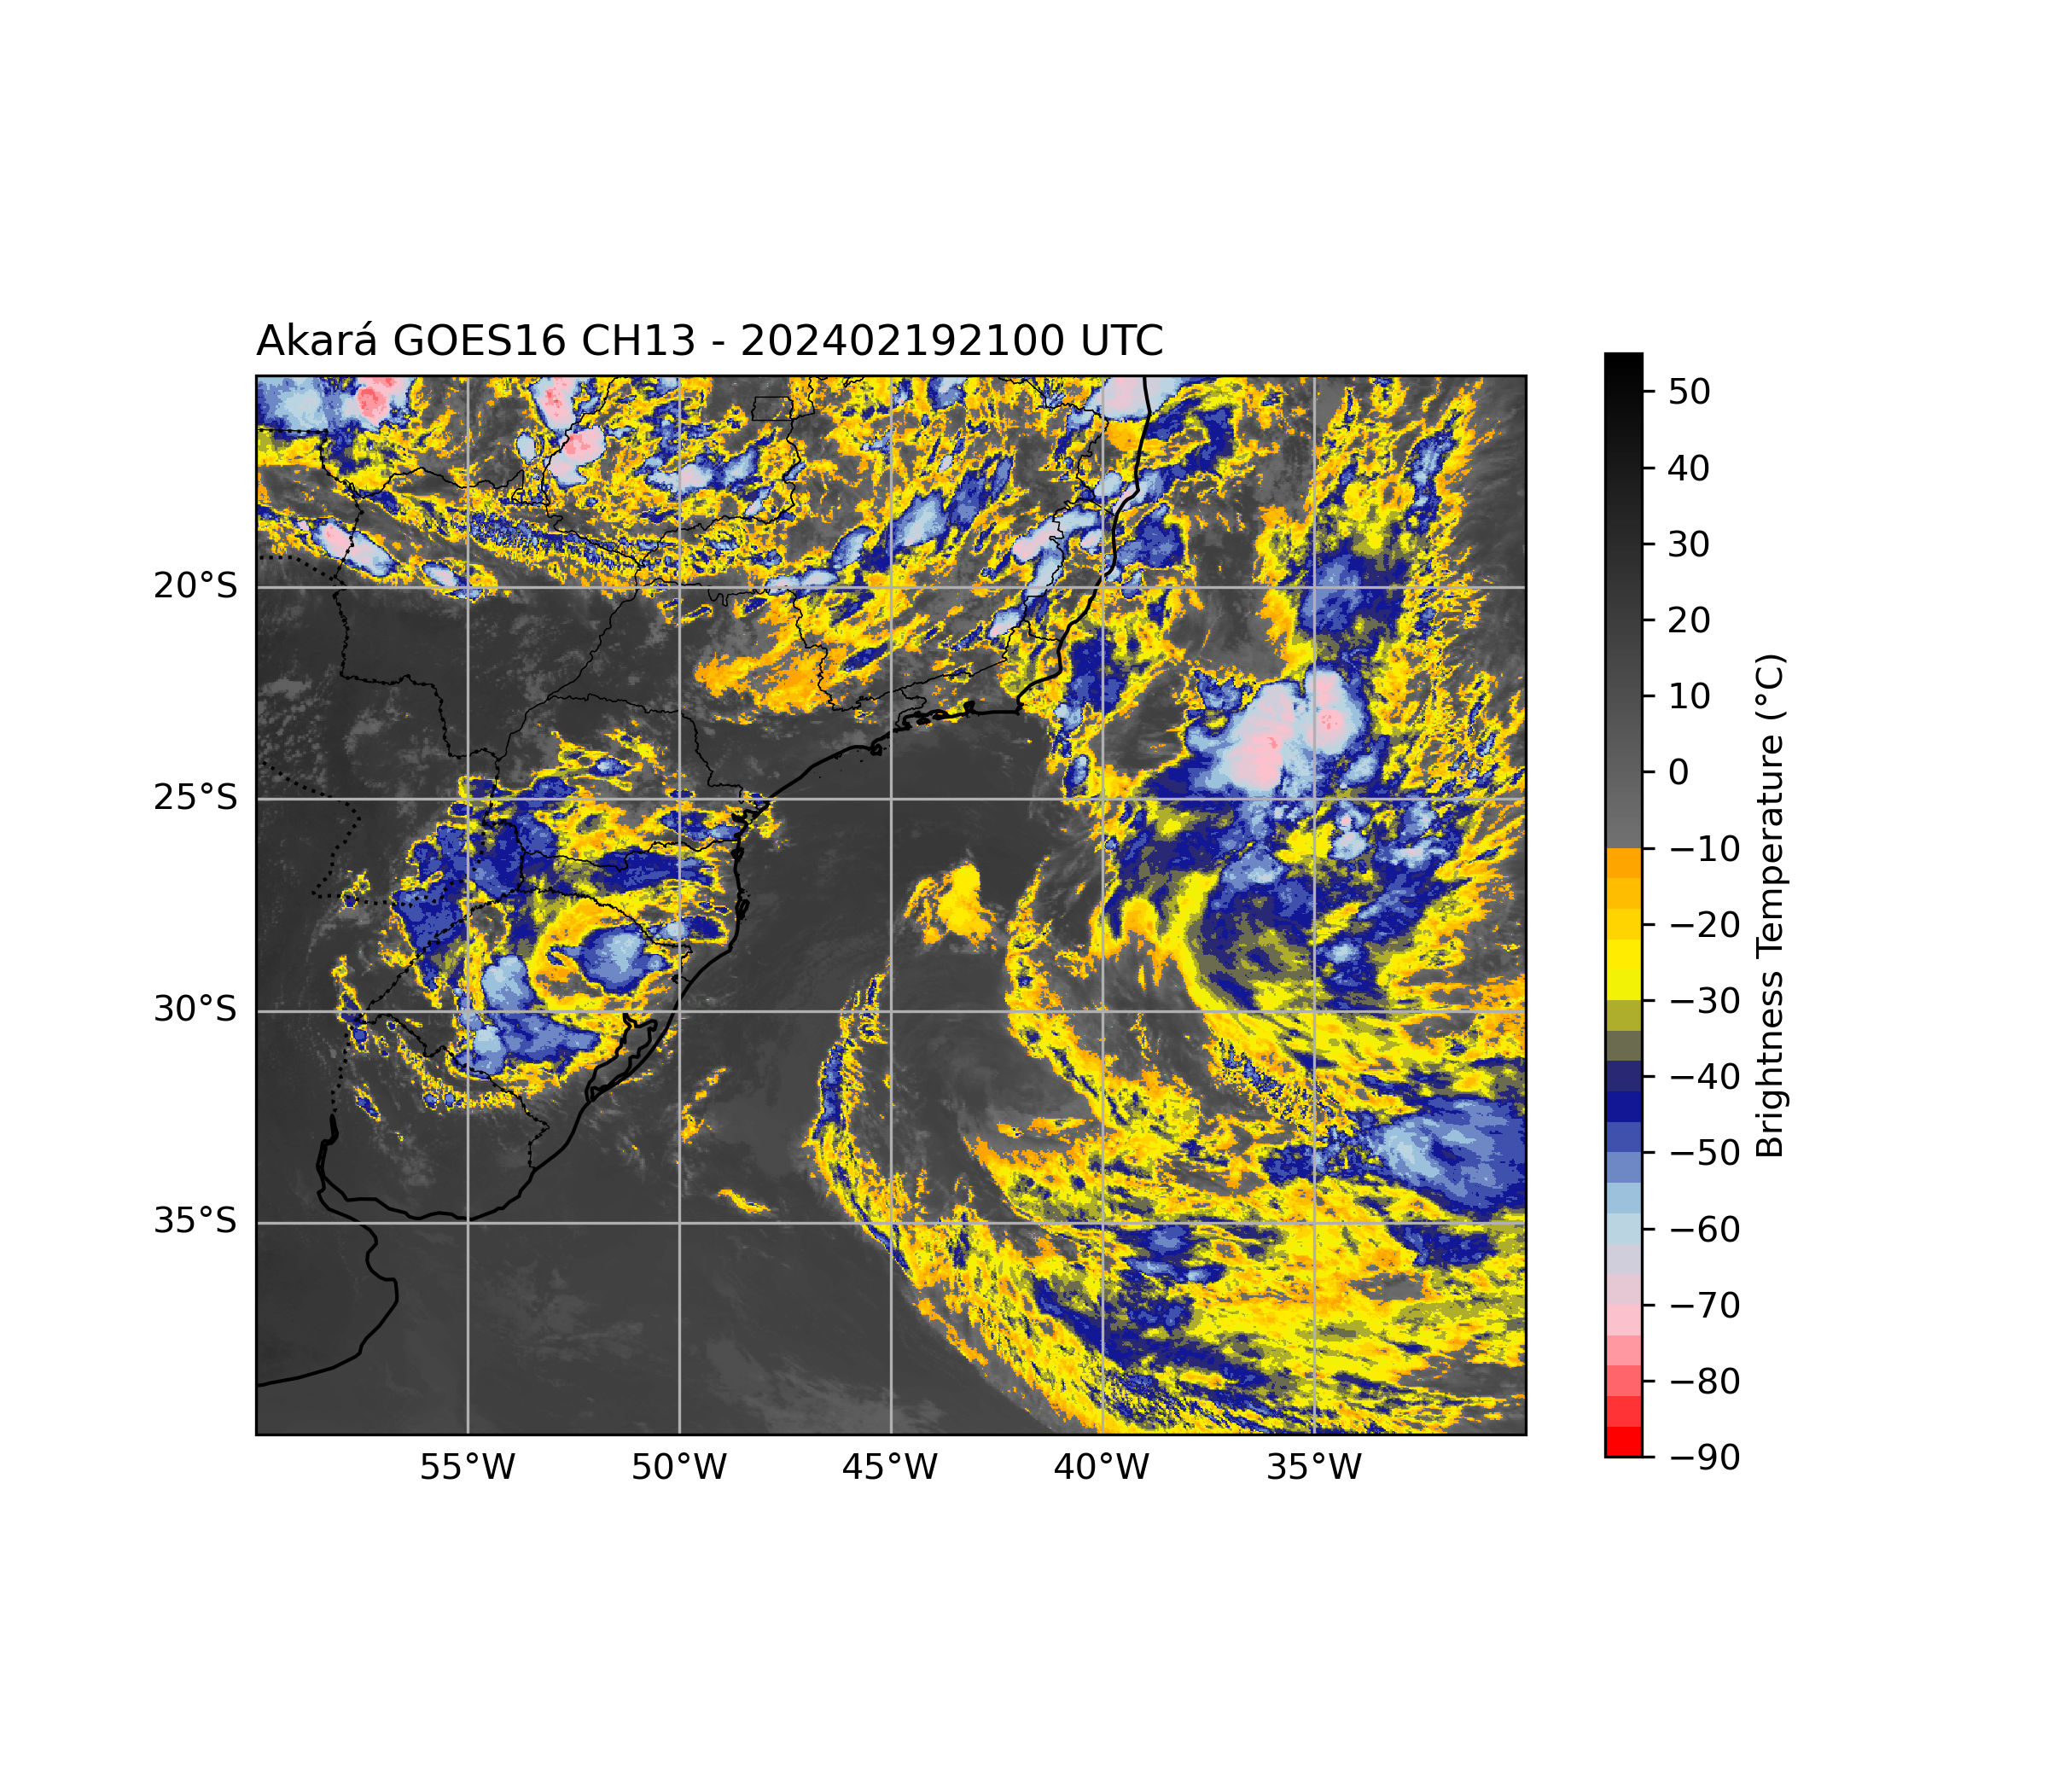 Akará GOES16 CH13 - 202402192100 UTC
20°S
25°S
30°S
35°S
55°W
50°W
45°W
40°W
35°W
50
40
30
20
10
0
−10
−20
−30
−40
−50
−60
−70
−80
−90
Brightness Temperature (°C)